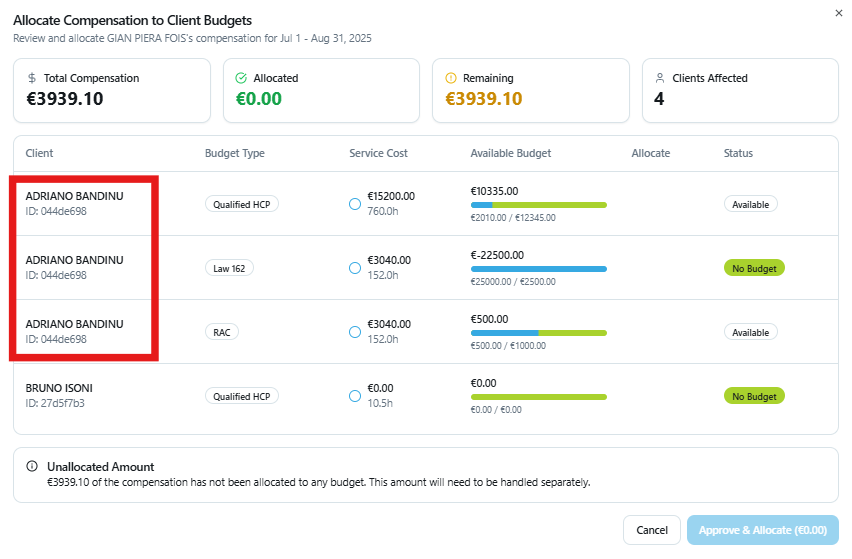 Allocate Compensation to Client Budgets
Review and allocate GIAN PIERA FOIS's compensation for Jul 1 - Aug 31, 2025
Total Compensation
€3939.10
Allocated
€0.00
Remaining
€3939.10
Clients Affected
4
Client Budget Type Service Cost Available Budget Allocate Status
ADRIANO BANDINU
ID: 044de698
Qualified HCP
€15200.00
760.0h
€10335.00
€2010.00 / €12345.00
Available
ADRIANO BANDINU
ID: 044de698
Law 162
€3040.00
152.0h
€-22500.00
€25000.00 / €2500.00
No Budget
ADRIANO BANDINU
ID: 044de698
RAC
€3040.00
152.0h
€500.00
€500.00 / €1000.00
Available
BRUNO ISONI
ID: 27d5f7b3
Qualified HCP
€0.00
10.5h
€0.00
€0.00 / €0.00
No Budget
Unallocated Amount
€3939.10 of the compensation has not been allocated to any budget. This amount will need to be handled separately.
Cancel
Approve & Allocate (€0.00)